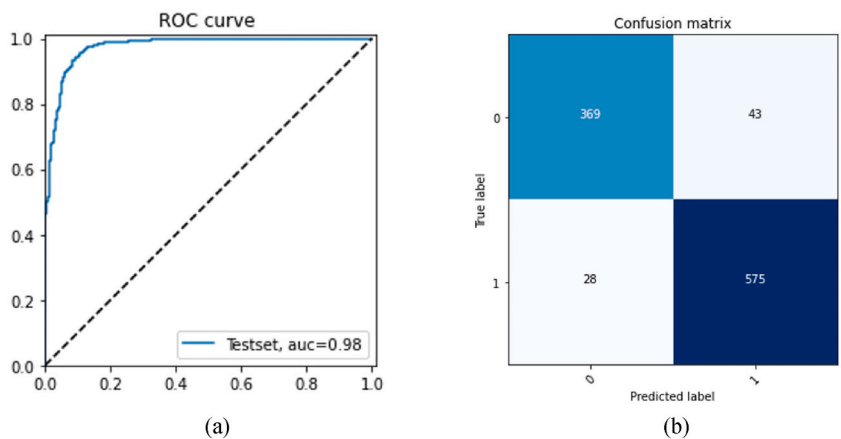 ROC curve
1.0
0.8
0.6
0.4
0.2
0.0
0.0 0.2 0.4 0.6 0.8 1.0
Testset, auc=0.98
(a)
Confusion matrix
True label
0
369 43
1
28 575
0 1
Predicted label
(b)